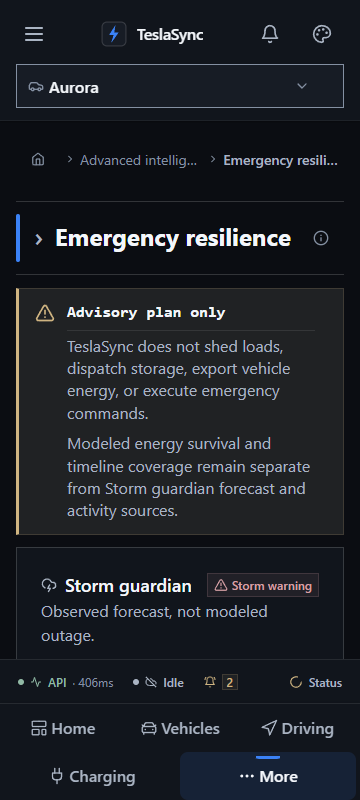 TeslaSync
Aurora
Advanced intellig... Emergency resili...
Emergency resilience
Advisory plan only
TeslaSync does not shed loads,
dispatch storage, export vehicle
energy, or execute emergency
commands.
Modeled energy survival and
timeline coverage remain separate
from Storm guardian forecast and
activity sources.
Storm guardian Storm warning
Observed forecast, not modeled
outage.
API · 406ms Idle 2 Status
Home Vehicles Driving
Charging More